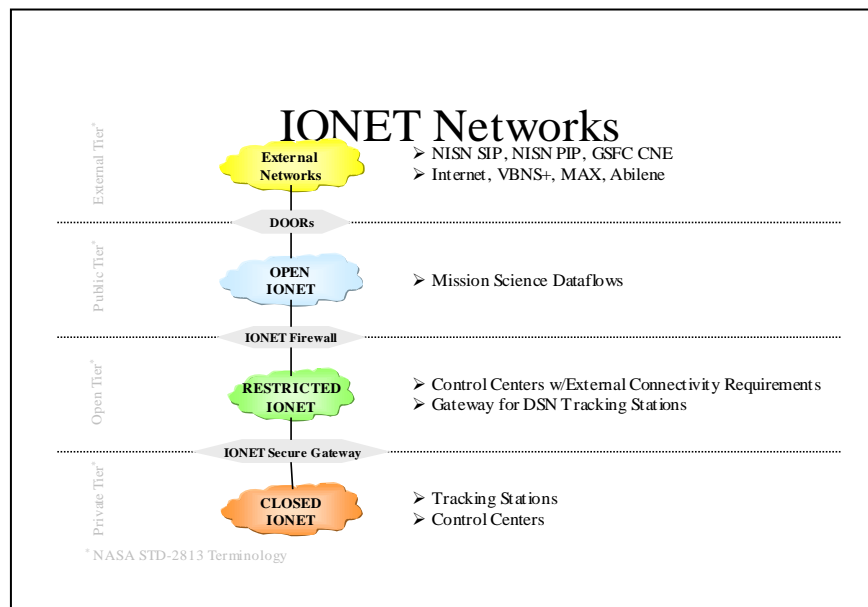 IONET Networks
External Tier*
External
Networks
➢ NISN SIP, NISN PIP, GSFC CNE
➢ Internet, VBNS+, MAX, Abilene
DOORs
Public Tier*
OPEN
IONET
➢ Mission Science Dataflows
IONET Firewall
Open Tier*
RESTRICTED
IONET
➢ Control Centers w/External Connectivity Requirements
➢ Gateway for DSN Tracking Stations
IONET Secure Gateway
Private Tier*
CLOSED
IONET
➢ Tracking Stations
➢ Control Centers
* NASA STD-2813 Terminology